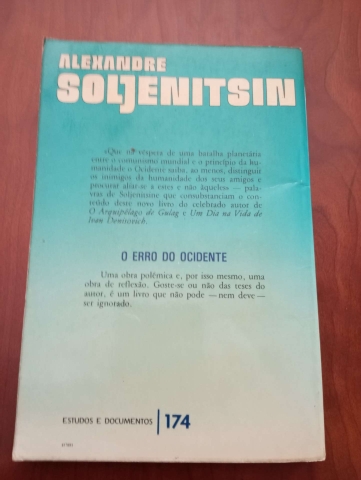 ALEXANDRE
SOLJENITSIN
«Que na véspera de uma batalha planetária
entre o comunismo mundial e o princípio da hu-
manidade o Ocidente saiba, ao menos, distinguir
os inimigos da humanidade dos seus amigos e
procurar aliar-se a estes e não àqueles» — pala-
vras de Soljenitsine que consubstanciam o con-
teúdo deste novo livro do celebrado autor de
O Arquipélago de Gulag e Um Dia na Vida de
Ivan Denisovich.
O ERRO DO OCIDENTE
Uma obra polémica e, por isso mesmo, uma
obra de reflexão. Goste-se ou não das teses do
autor, é um livro que não pode — nem deve —
ser ignorado.
ESTUDOS E DOCUMENTOS | 174